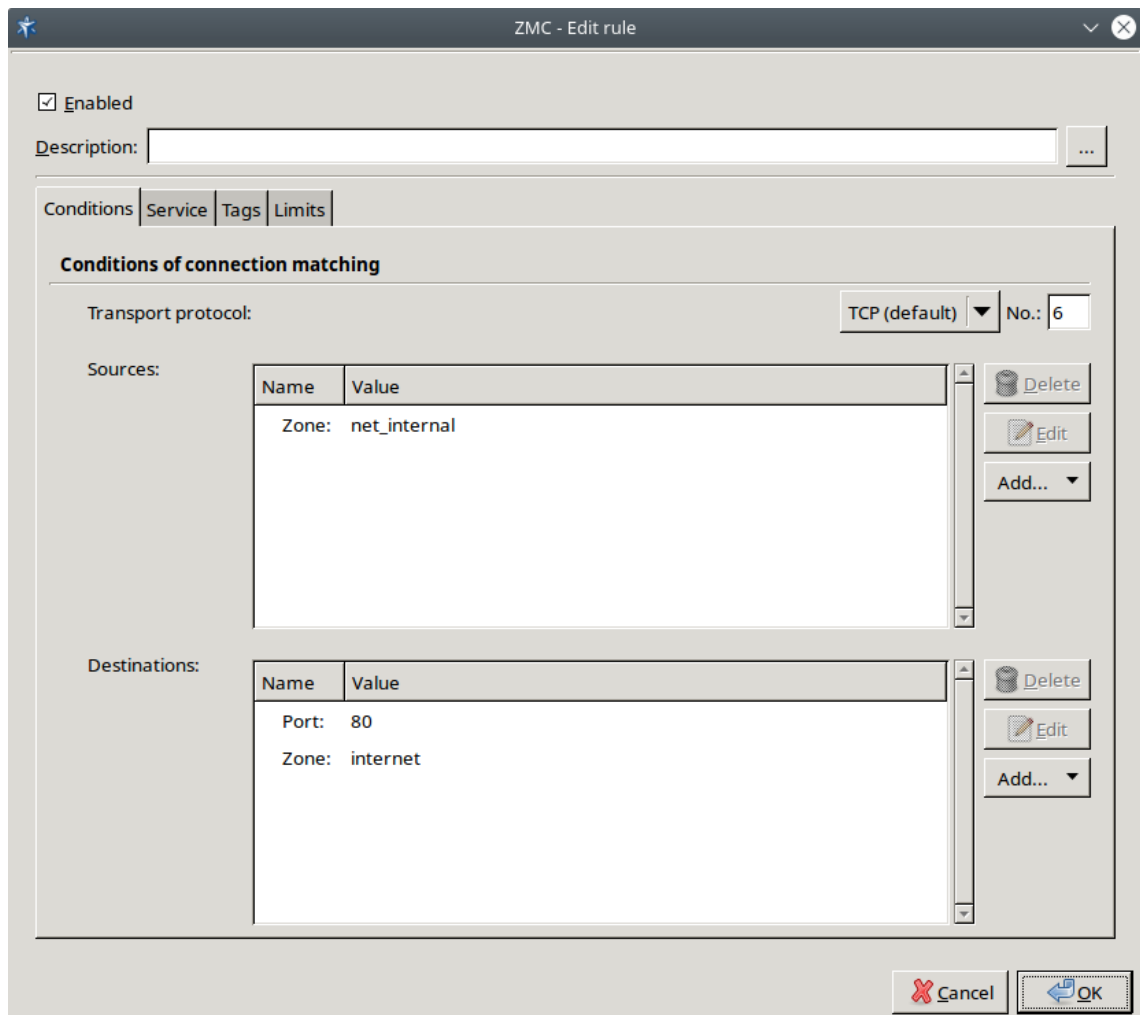 ZMC - Edit rule
Enabled
Description: ...
Conditions Service Tags Limits
Conditions of connection matching
Transport protocol: TCP (default) No.: 6
Sources:
Name Value
Delete
Zone: net_internal
Edit
Add...
Destinations:
Name Value
Delete
Port: 80
Edit
Zone: internet
Add...
Cancel OK